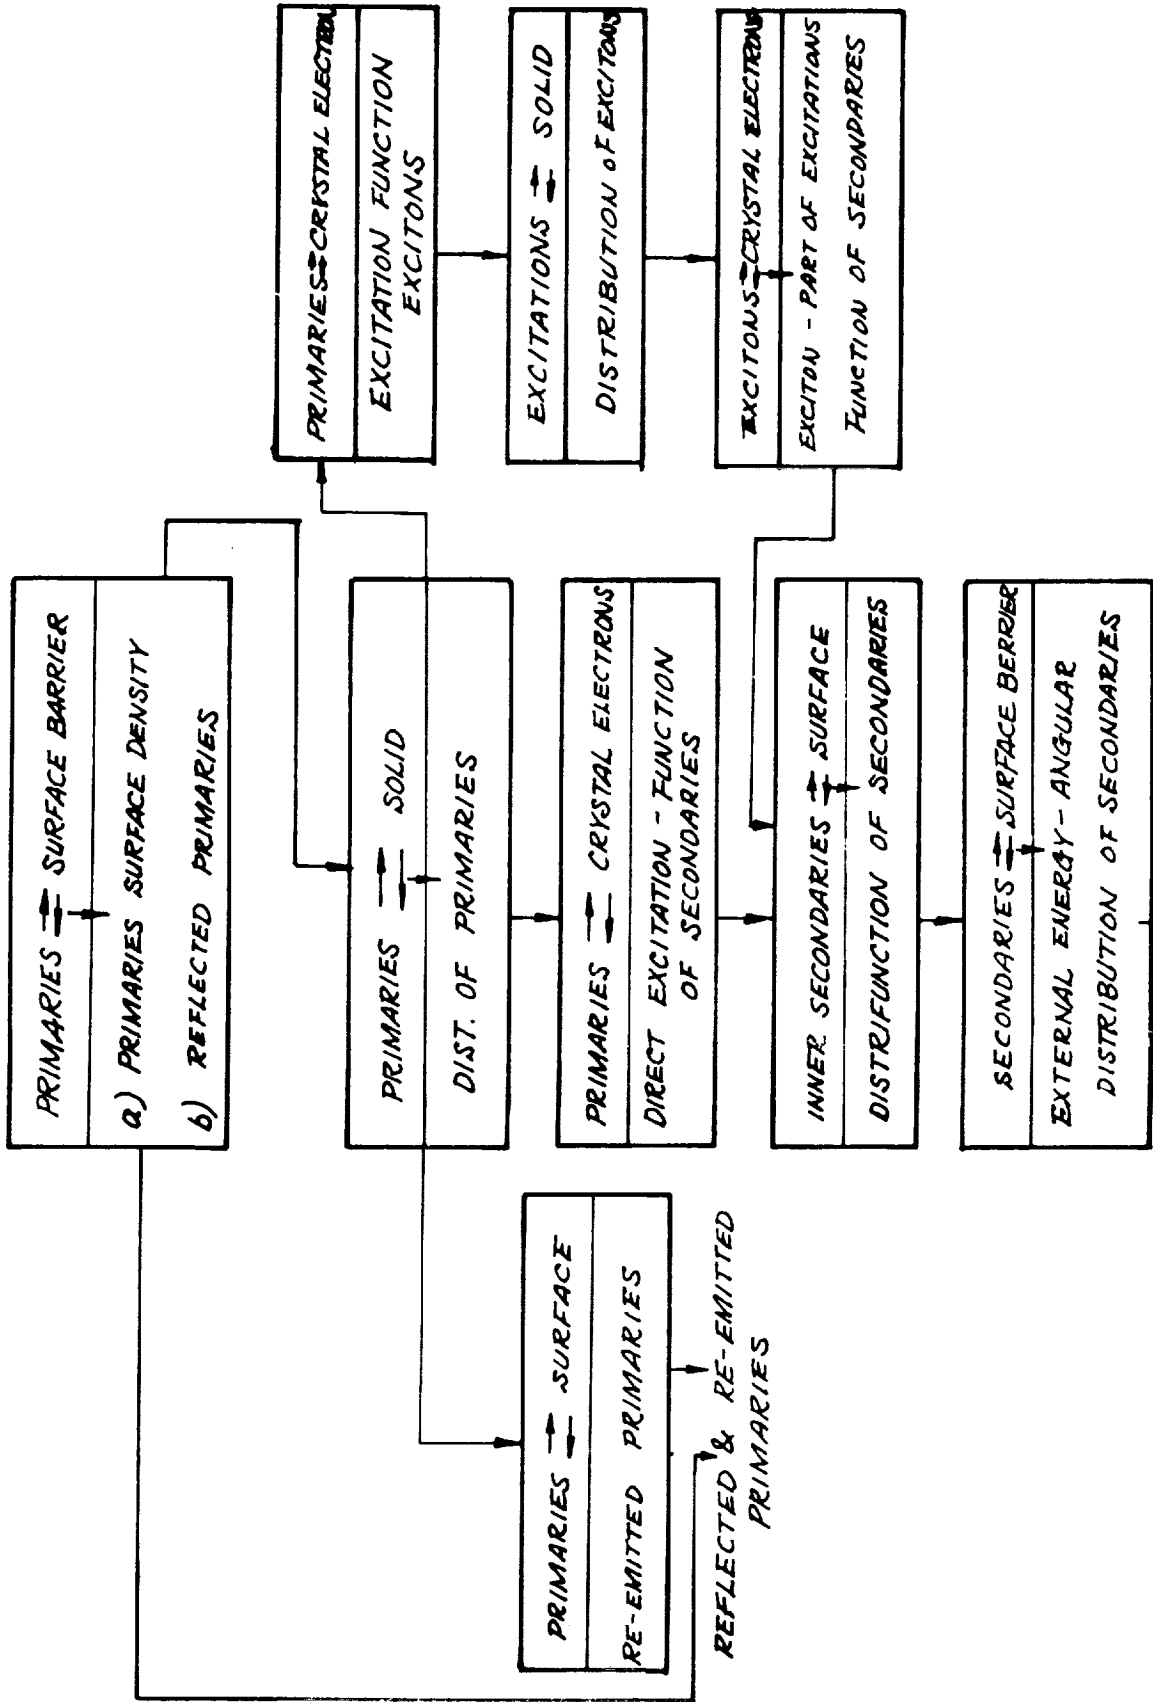 PRIMARIES ⇄ SURFACE BARRIER
a) PRIMARIES SURFACE DENSITY
b) REFLECTED PRIMARIES
PRIMARIES ⇄ SOLID
DIST. OF PRIMARIES
PRIMARIES ⇄ CRYSTAL ELECTRONS
DIRECT EXCITATION - FUNCTION
OF SECONDARIES
INNER SECONDARIES ⇄ SURFACE
DISTRIFUNCTION OF SECONDARIES
SECONDARIES ⇄ SURFACE BERRIER
EXTERNAL ENERGY - ANGULAR
DISTRIBUTION OF SECONDARIES
PRIMARIES ⇄ SURFACE
RE-EMITTED PRIMARIES
REFLECTED & RE-EMITTED
PRIMARIES
PRIMARIES ⇄ CRYSTAL ELECTRON
EXCITATION FUNCTION
EXCITONS
EXCITATIONS ⇄ SOLID
DISTRIBUTION OF EXCITONS
EXCITONS ⇄ CRYSTAL ELECTRONS
EXCITON - PART OF EXCITATIONS
FUNCTION OF SECONDARIES